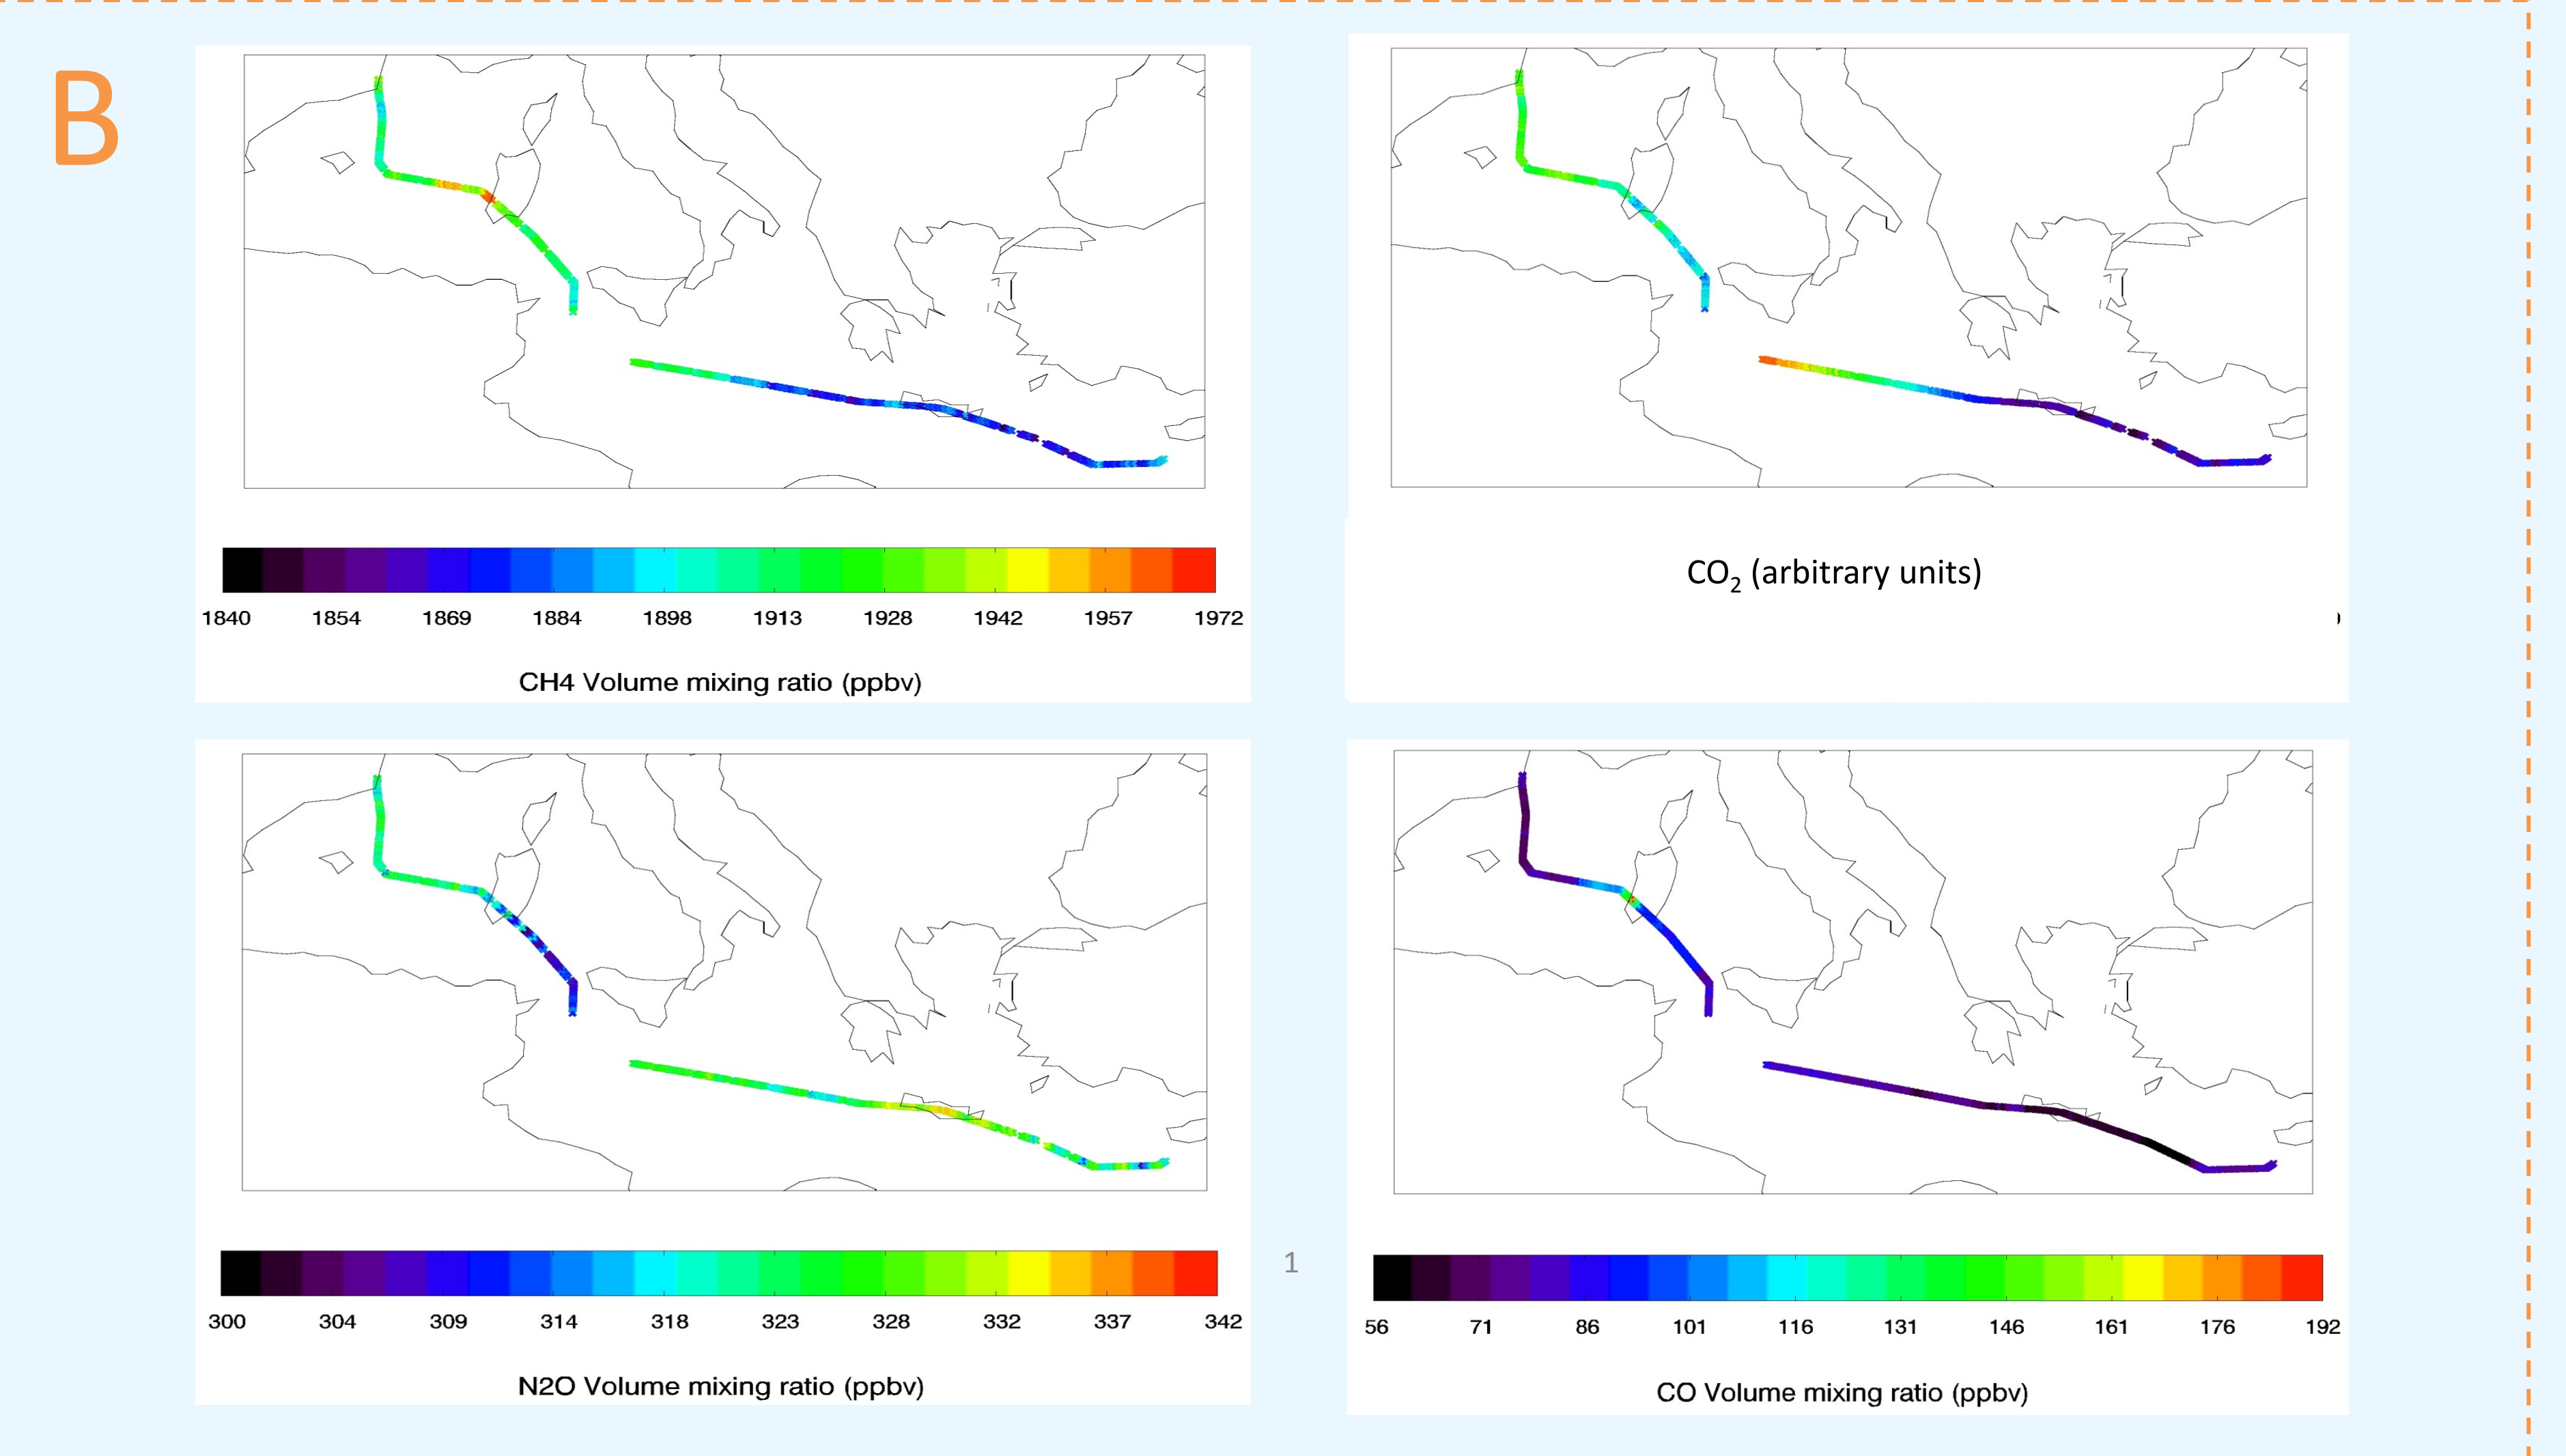 B
1840 1854 1869 1884 1898 1913 1928 1942 1957 1972
CH4 Volume mixing ratio (ppbv)
CO₂ (arbitrary units)
300 304 309 314 318 323 328 332 337 342
N2O Volume mixing ratio (ppbv)
1
56 71 86 101 116 131 146 161 176 192
CO Volume mixing ratio (ppbv)